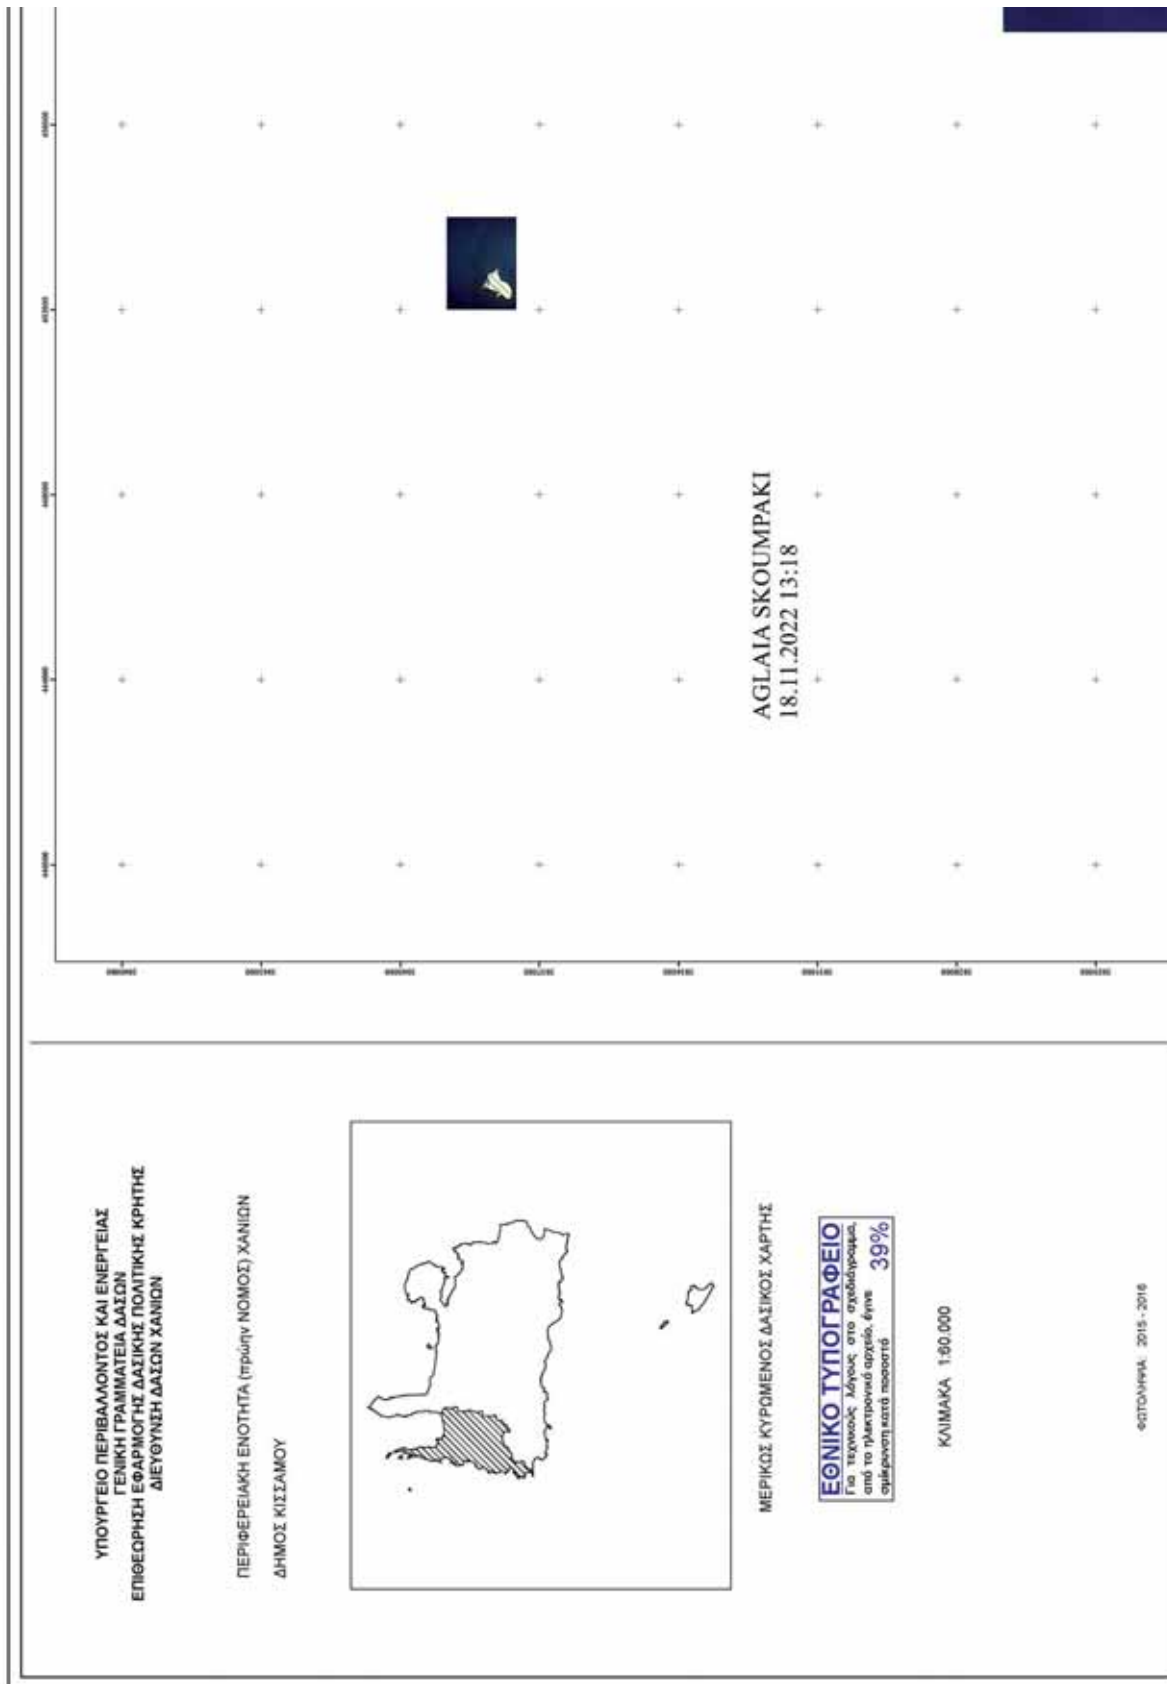 ΥΠΟΥΡΓΕΙΟ ΠΕΡΙΒΑΛΛΟΝΤΟΣ ΚΑΙ ΕΝΕΡΓΕΙΑΣ
ΓΕΝΙΚΗ ΓΡΑΜΜΑΤΕΙΑ ΔΑΣΩΝ
ΕΠΙΘΕΩΡΗΣΗ ΕΦΑΡΜΟΓΗΣ ΔΑΣΙΚΗΣ ΠΟΛΙΤΙΚΗΣ ΚΡΗΤΗΣ
ΔΙΕΥΘΥΝΣΗ ΔΑΣΩΝ ΧΑΝΙΩΝ
ΠΕΡΙΦΕΡΕΙΑΚΗ ΕΝΟΤΗΤΑ (πρώην ΝΟΜΟΣ) ΧΑΝΙΩΝ
ΔΗΜΟΣ ΚΙΣΣΑΜΟΥ
ΜΕΡΙΚΩΣ ΚΥΡΩΜΕΝΟΣ ΔΑΣΙΚΟΣ ΧΑΡΤΗΣ
ΕΘΝΙΚΟ ΤΥΠΟΓΡΑΦΕΙΟ
Για τεχνικούς λόγους στο σχεδιάγραμμα,
από το ηλεκτρονικό αρχείο, έγινε
σμίκρυνση κατά ποσοστό 39%
ΚΛΙΜΑΚΑ 1:60.000
ΦΩΤΟΛΗΨΙΑ: 2015 - 2016
AGLAIA SKOUMPAKI
18.11.2022 13:18